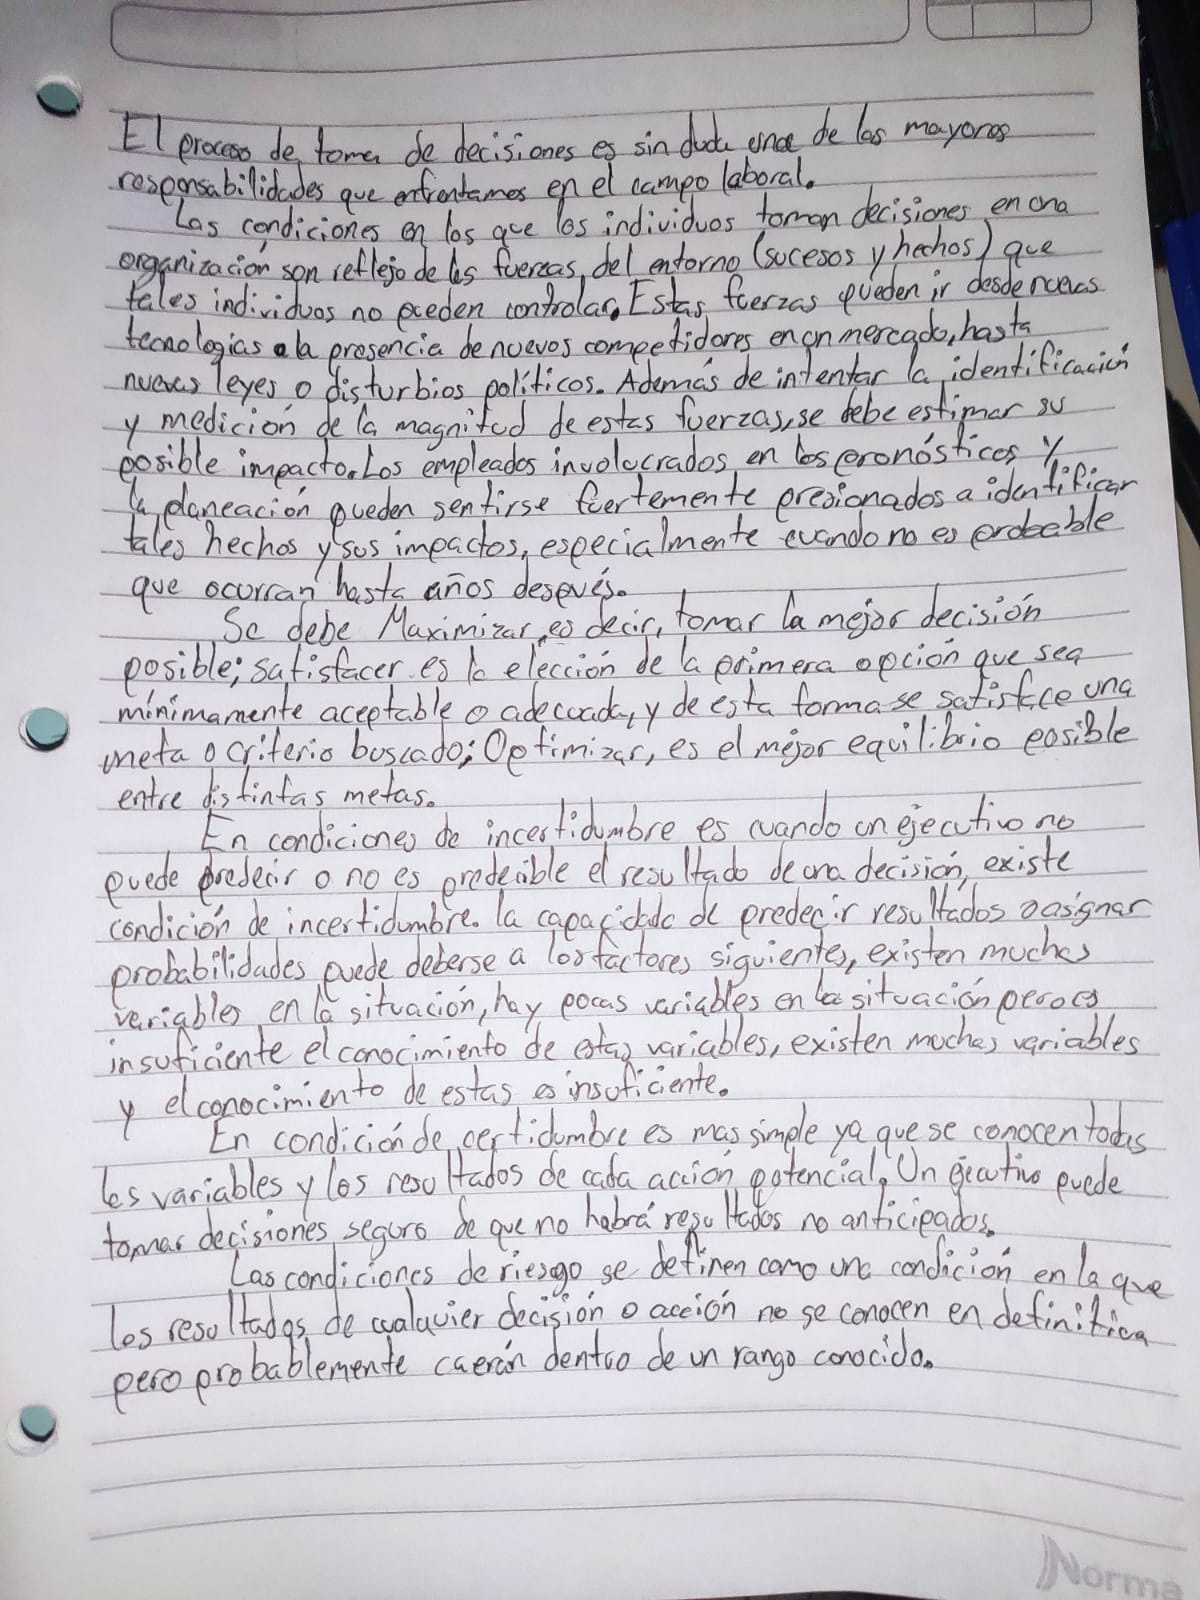 El proceso de toma de decisiones es sin duda una de las mayores
responsabilidades que enfrentamos en el campo laboral.
Las condiciones en las que los individuos toman decisiones en una
organización son reflejo de las fuerzas del entorno (sucesos y hechos) que
tales individuos no pueden controlar. Estas fuerzas pueden ir desde nuevas
tecnologias a la presencia de nuevos competidores en un mercado, hasta
nuevas leyes o disturbios políticos. Además de intentar la identificación
y medición de la magnitud de estas fuerzas, se debe estimar su
posible impacto. Los empleados involucrados en los pronósticos y
la planeación pueden sentirse fuertemente presionados a identificar
tales hechos y sus impactos, especialmente cuando no es probable
que ocurran hasta años después.
Se debe Maximizar, es decir, tomar la mejor decisión
posible; satisfacer es la elección de la primera opción que sea
mínimamente aceptable o adecuada, y de esta forma se satisface una
meta o criterio buscado; Optimizar, es el mejor equilibrio posible
entre distintas metas.
En condiciones de incertidumbre es cuando un ejecutivo no
puede predecir o no es predecible el resultado de una decisión, existe
condición de incertidumbre. la capacidade de predecir resultados o asignar
probabilidades puede deberse a los factores siguientes, existen muchas
variables en la situación, hay pocas variables en la situación pero es
insuficiente el conocimiento de estas variables, existen muchas variables
y el conocimiento de estas es insuficiente.
En condición de certidumbre es mas simple ya que se conocen todas
las variables y los resultados de cada acción potencial. Un ejecutivo puede
tomar decisiones seguro de que no habrá resultados no anticipados.
Las condiciones de riesgo se definen como una condición en la que
los resultados de cualquier decisión o acción no se conocen en definitica
pero probablemente caerán dentro de un rango conocido.
Norma